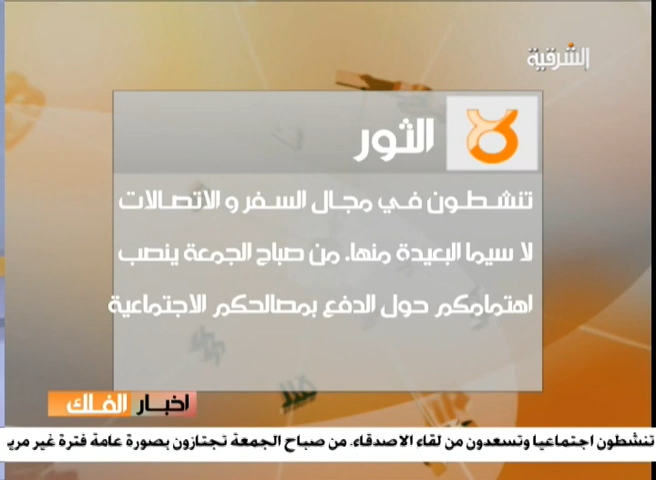 الشرقية
الثور
تنشطون في مجال السفر و الاتصالات
لا سيما البعيدة منها. من صباح الجمعة ينصب
اهتمامكم حول الدفع بمصالحكم الاجتماعية
اخبار الفلك
تنشطون اجتماعيا وتسعدون من لقاء الاصدقاء. من صباح الجمعة تجتازون بصورة عامة فترة غير